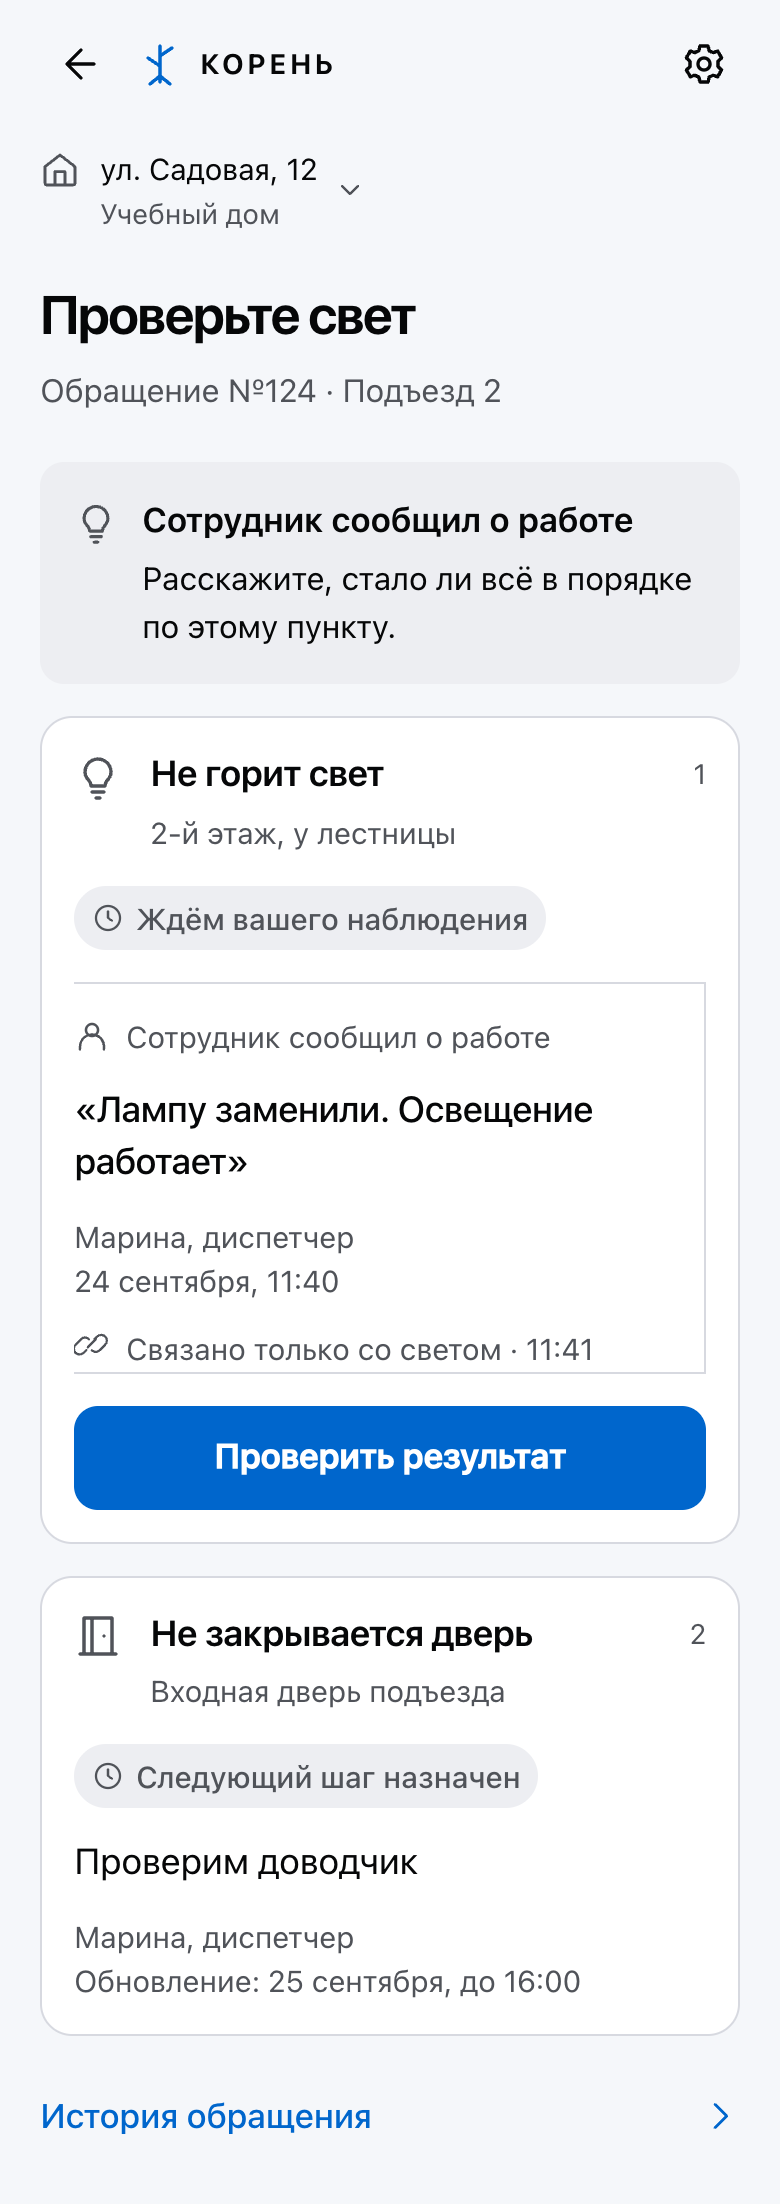 КОРЕНЬ
ул. Садовая, 12
Учебный дом
Проверьте свет
Обращение №124 · Подъезд 2
Сотрудник сообщил о работе
Расскажите, стало ли всё в порядке
по этому пункту.
Не горит свет
1
2-й этаж, у лестницы
Ждём вашего наблюдения
Сотрудник сообщил о работе
«Лампу заменили. Освещение
работает»
Марина, диспетчер
24 сентября, 11:40
Связано только со светом · 11:41
Проверить результат
Не закрывается дверь
2
Входная дверь подъезда
Следующий шаг назначен
Проверим доводчик
Марина, диспетчер
Обновление: 25 сентября, до 16:00
История обращения